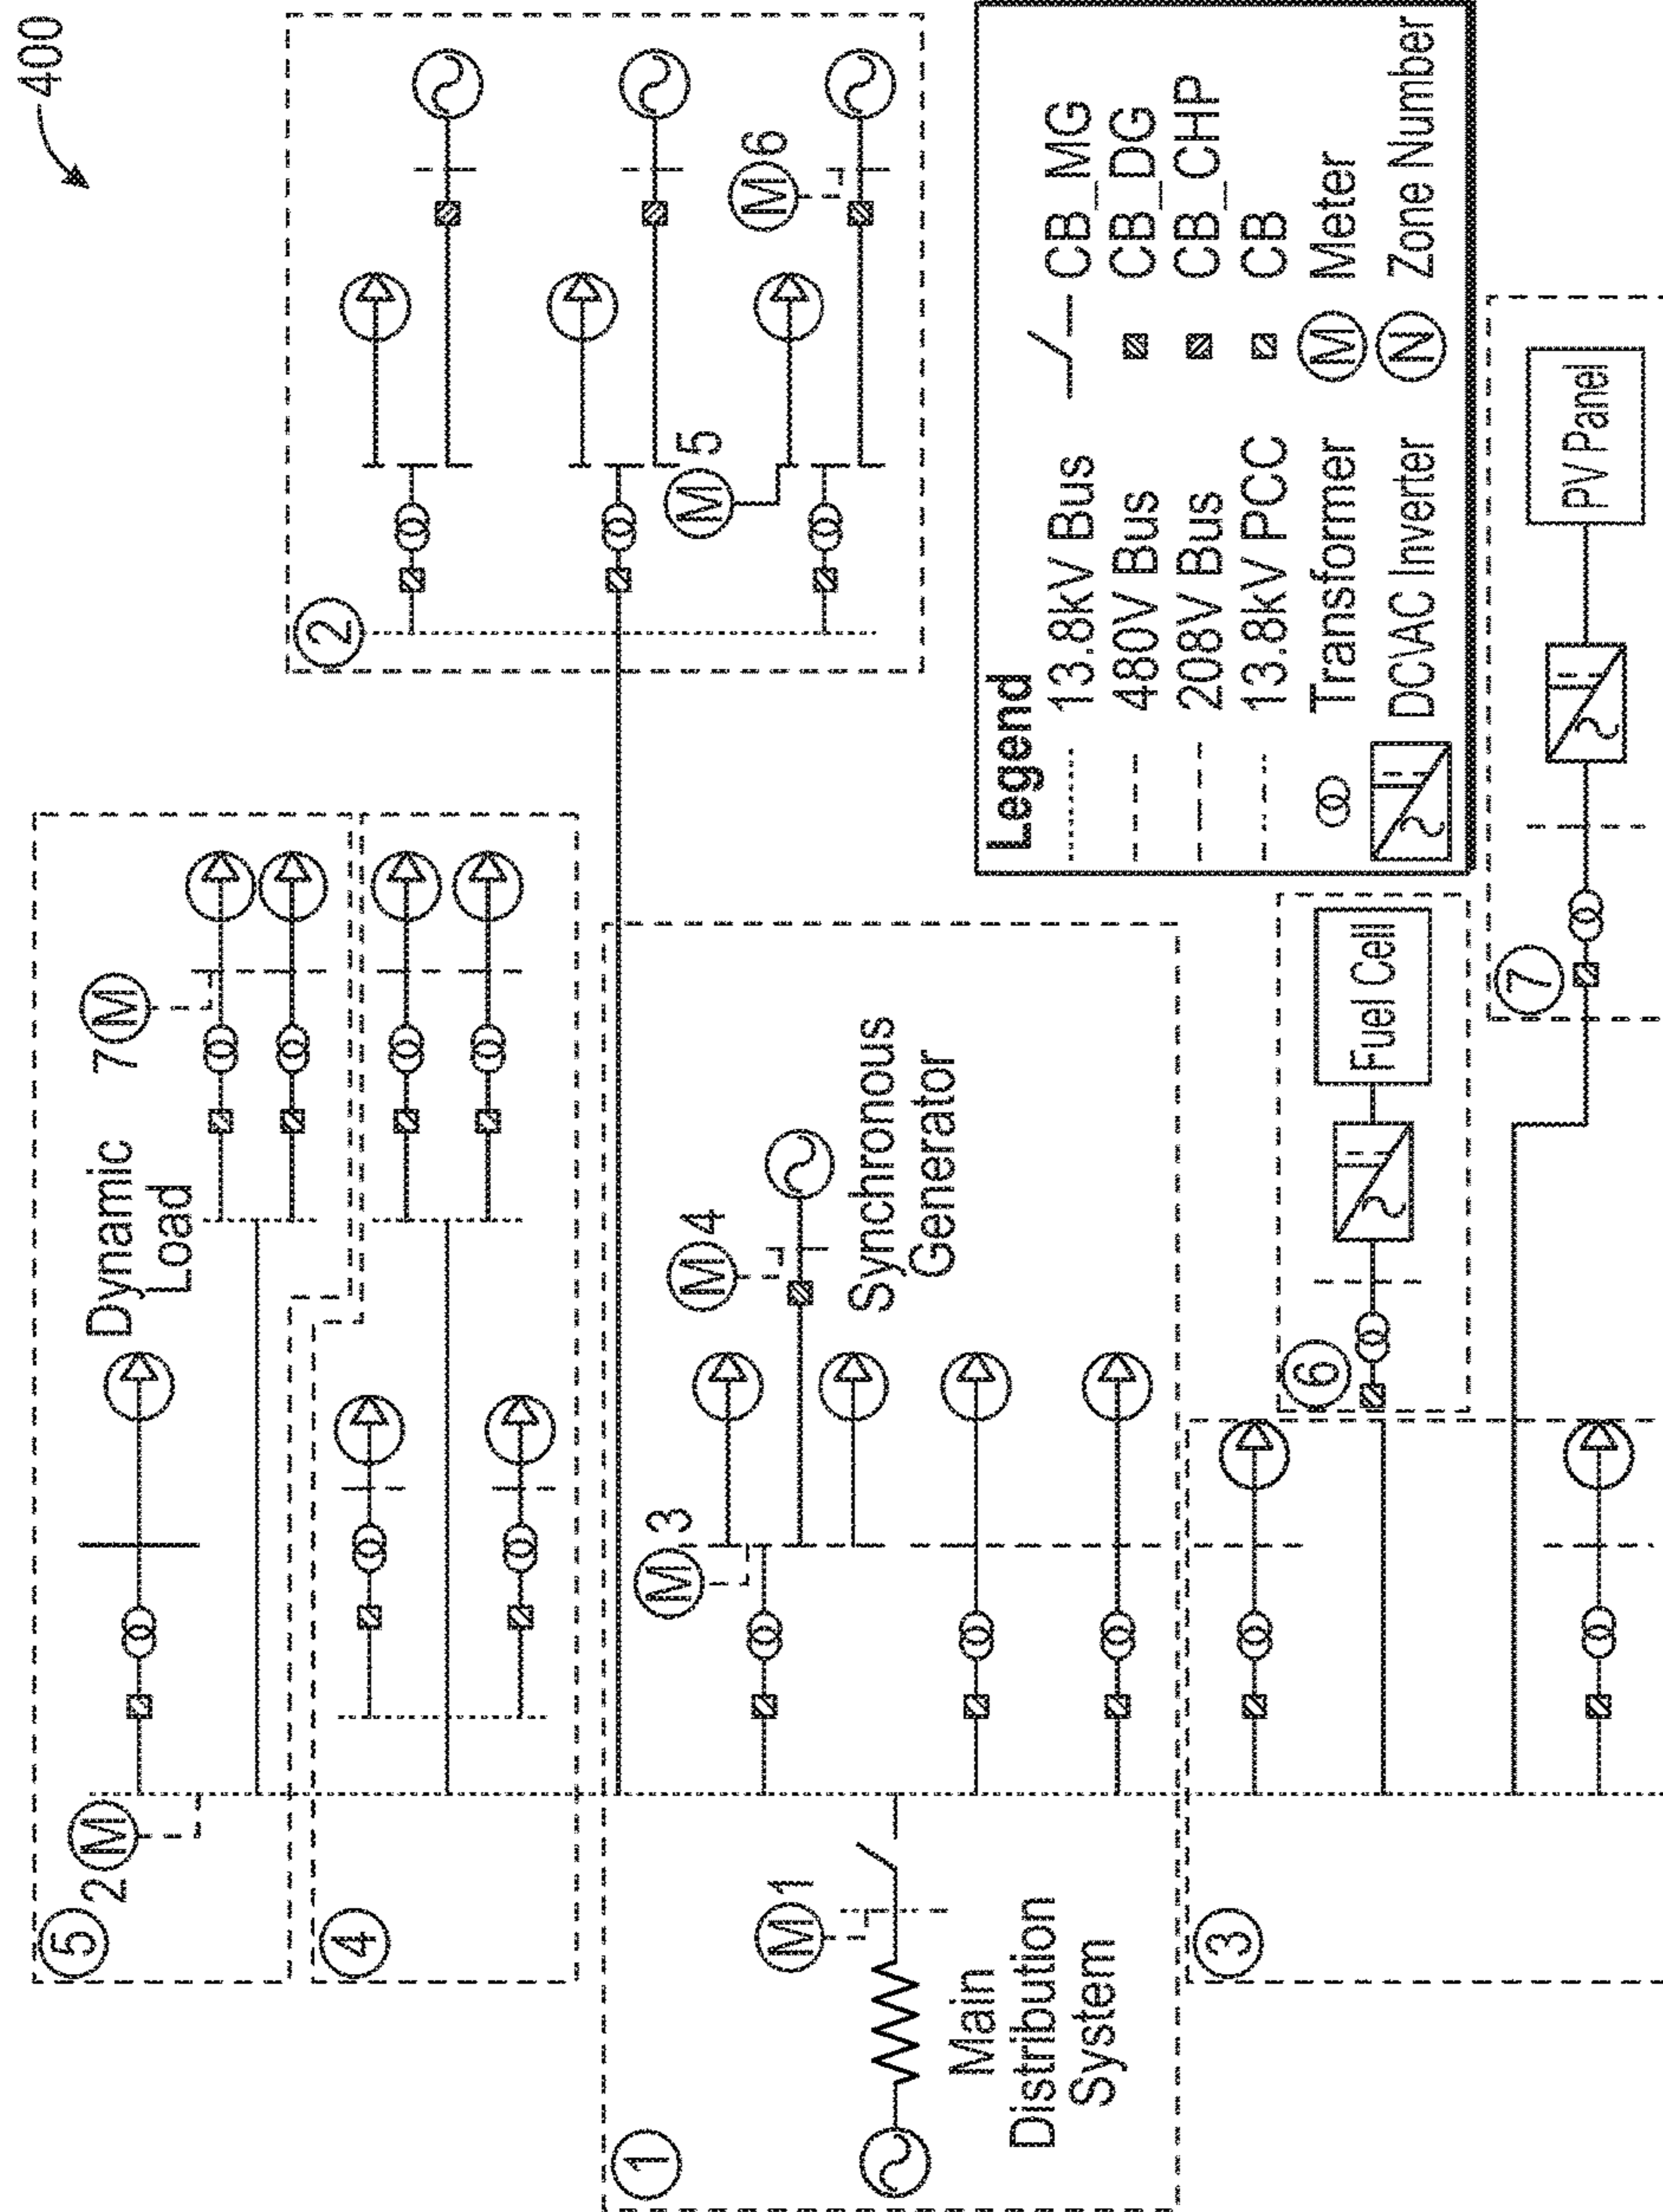 400
5
2 M
Dynamic
Load
7 M
4
2
M 5
M 6
1
M 1
Main
Distribution
System
M 3
M 4
Synchronous
Generator
3
6
Fuel Cell
7
PV Panel
Legend
13.8kV Bus
CB_MG
480V Bus
CB_DG
208V Bus
CB_CHP
13.8kV PCC
CB
Transformer
M Meter
DC\AC Inverter
N Zone Number